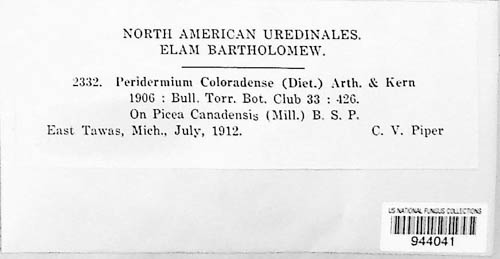 NORTH AMERICAN UREDINALES.
ELAM BARTHOLOMEW.
2332. Peridermium Coloradense (Diet.) Arth. & Kern
1906 : Bull. Torr. Bot. Club 33 : 426.
On Picea Canadensis (Mill.) B. S. P.
East Tawas, Mich., July, 1912. C. V. Piper
US NATIONAL FUNGUS COLLECTIONS
944041